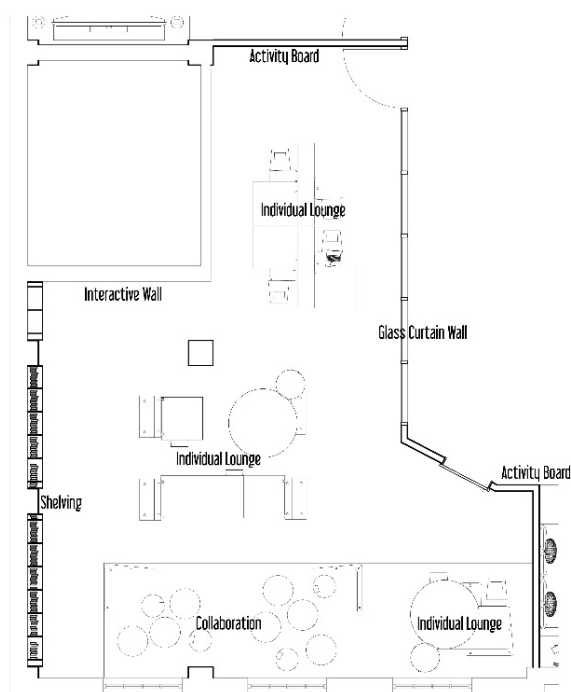 Activity Board
Individual Lounge
Interactive Wall
Glass Curtain Wall
Individual Lounge
Activity Board
Shelving
Collaboration
Individual Lounge